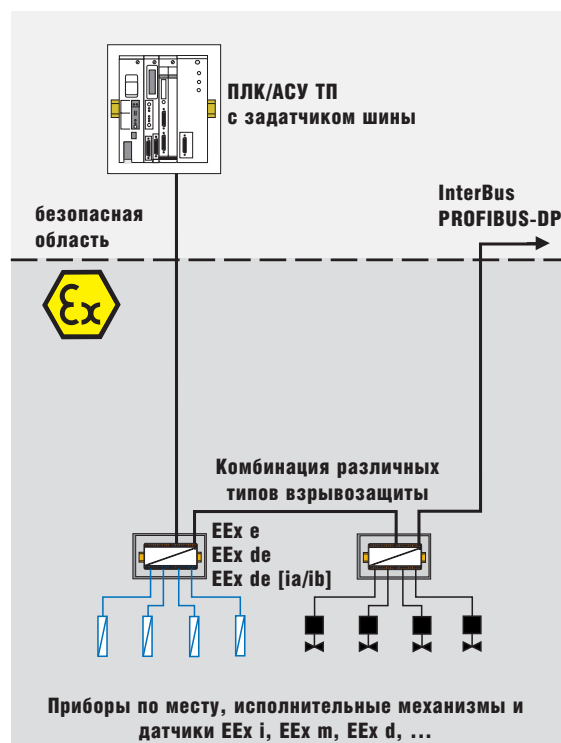 ПЛК/АСУ ТП
с задатчиком шины
InterBus
PROFIBUS-DP
безопасная
область
Ex
Комбинация различных
типов взрывозащиты
EEx e
EEx de
EEx de [ia/ib]
Приборы по месту, исполнительные механизмы и
датчики EEx i, EEx m, EEx d, ...